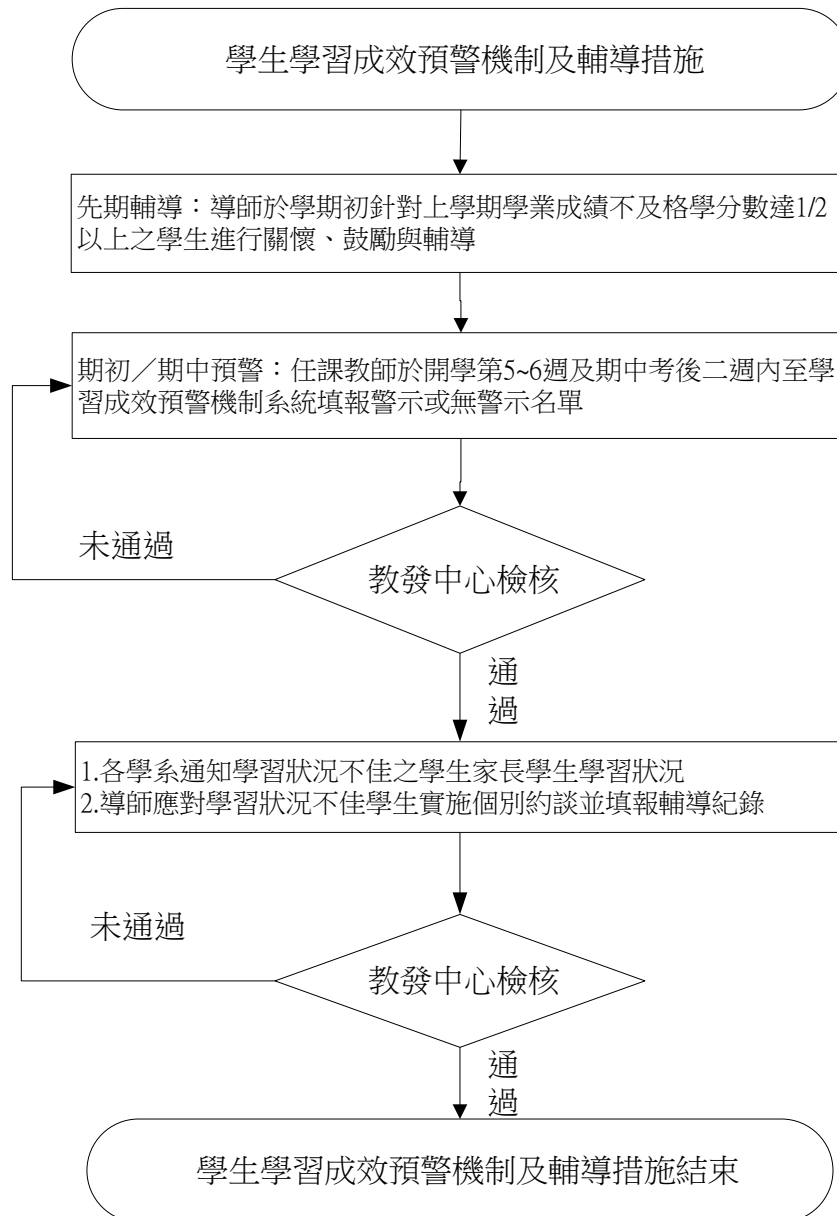 學生學習成效預警機制及輔導措施
先期輔導：導師於學期初針對上學期學業成績不及格學分數達1/2
以上之學生進行關懷、鼓勵與輔導
期初／期中預警：任課教師於開學第5~6週及期中考後二週內至學
習成效預警機制系統填報警示或無警示名單
未通過
教發中心檢核
通
過
1.各學系通知學習狀況不佳之學生家長學生學習狀況
2.導師應對學習狀況不佳學生實施個別約談並填報輔導紀錄
未通過
教發中心檢核
通
過
學生學習成效預警機制及輔導措施結束